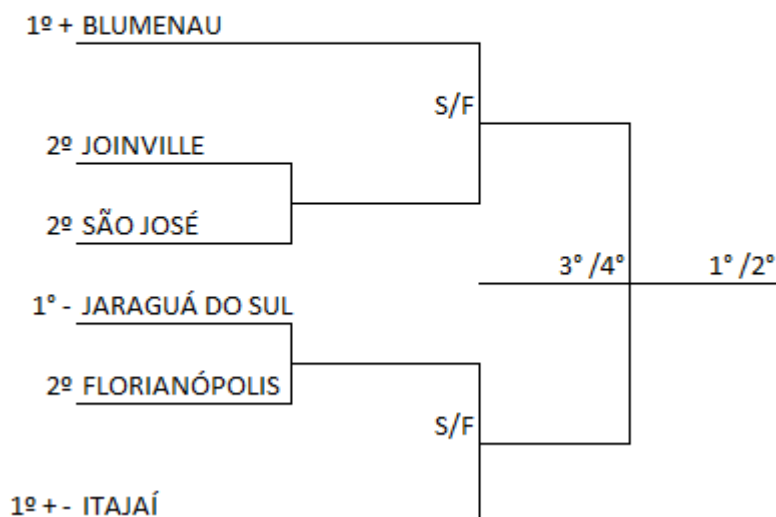 1º + BLUMENAU
S/F
2º JOINVILLE
2º SÃO JOSÉ
3° /4° 1° /2°
1° - JARAGUÁ DO SUL
2º FLORIANÓPOLIS
S/F
1º + - ITAJAÍ